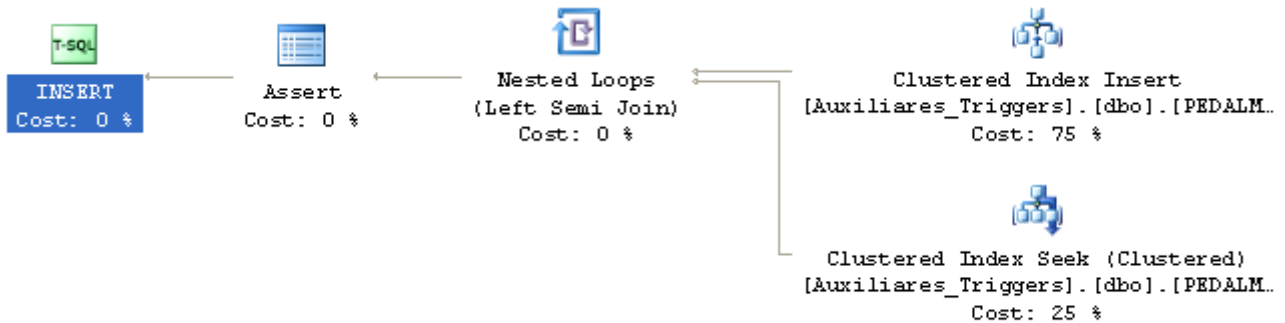 T-SQL
INSERT
Cost: 0 %
Assert
Cost: 0 %
Nested Loops
(Left Semi Join)
Cost: 0 %
Clustered Index Insert
[Auxiliares_Triggers].[dbo].[PEDALM…
Cost: 75 %
Clustered Index Seek (Clustered)
[Auxiliares_Triggers].[dbo].[PEDALM…
Cost: 25 %